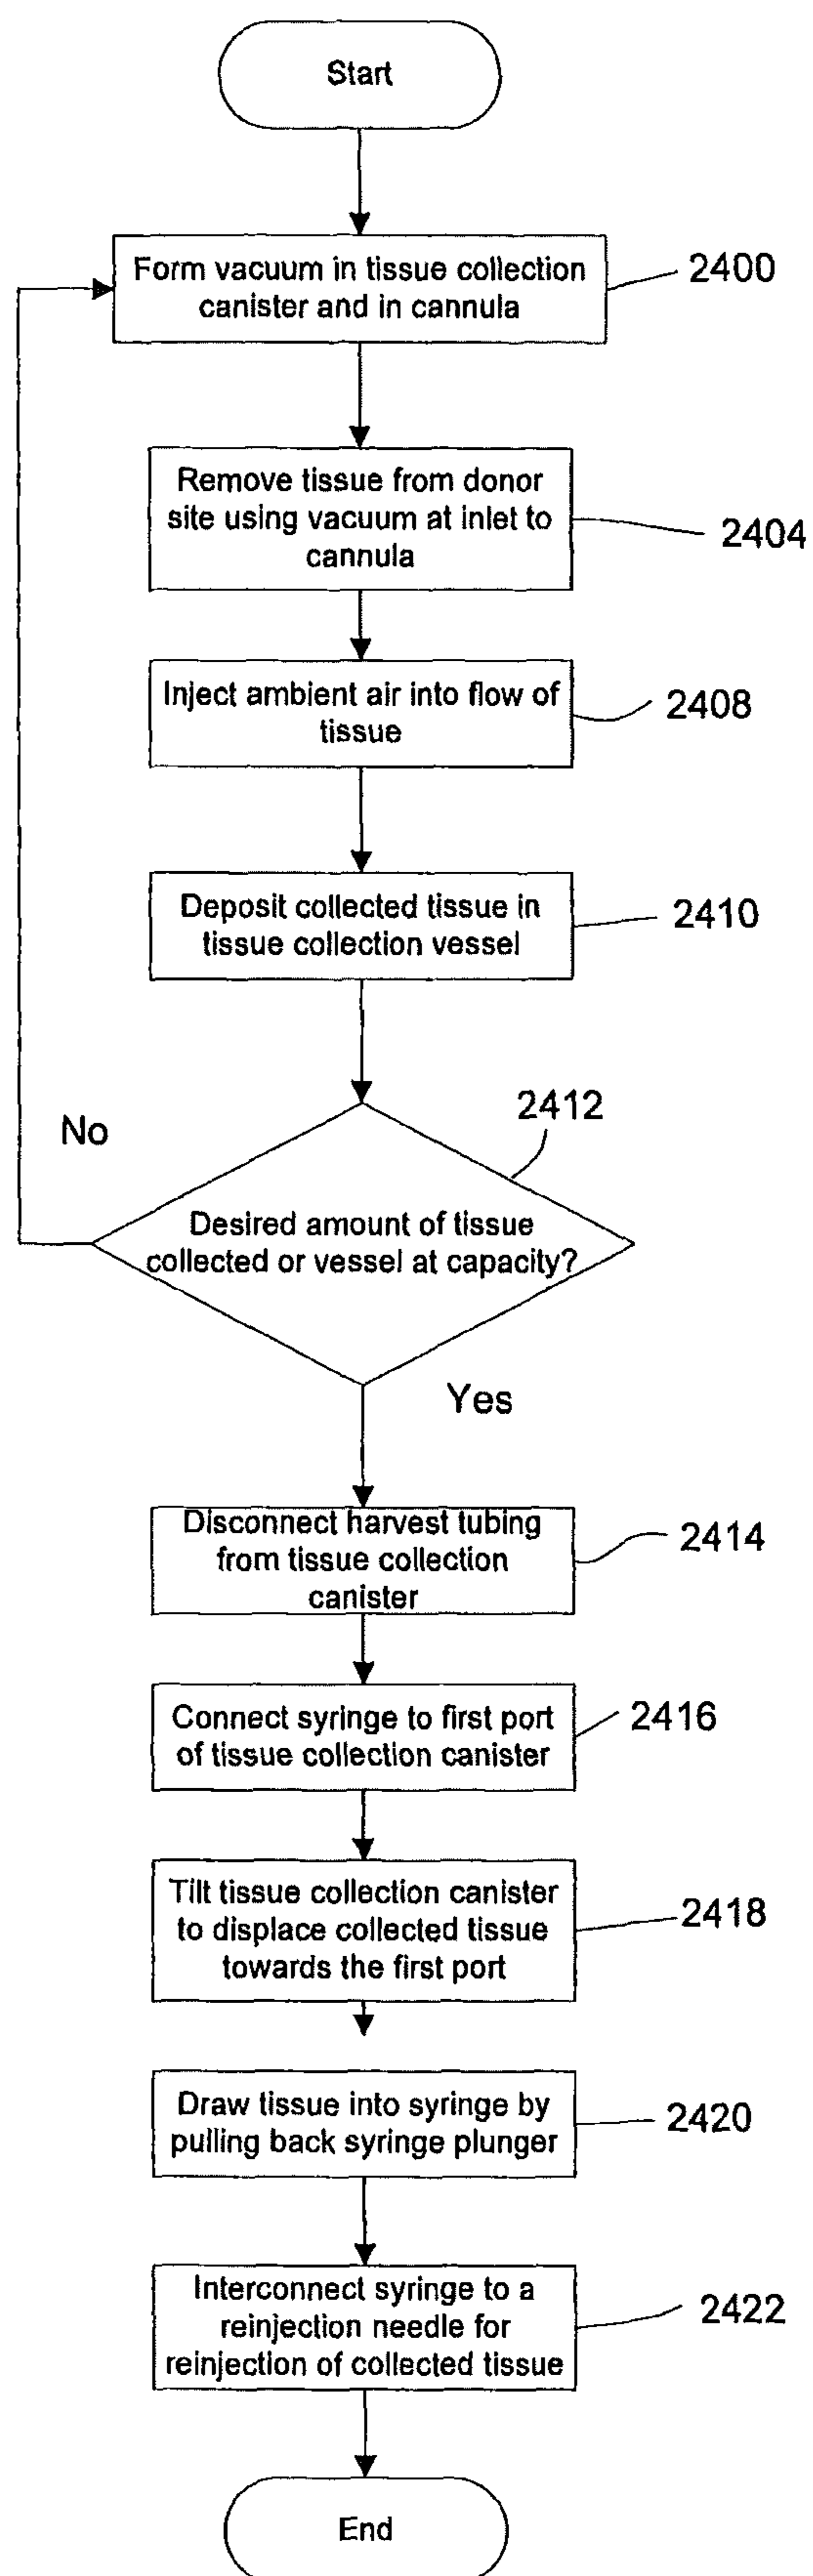 Start
Form vacuum in tissue collection
canister and in cannula
2400
Remove tissue from donor
site using vacuum at inlet to
cannula
2404
Inject ambient air into flow of
tissue
2408
Deposit collected tissue in
tissue collection vessel
2410
2412
No
Desired amount of tissue
collected or vessel at capacity?
Yes
Disconnect harvest tubing
from tissue collection
canister
2414
Connect syringe to first port
of tissue collection canister
2416
Tilt tissue collection canister
to displace collected tissue
towards the first port
2418
Draw tissue into syringe by
pulling back syringe plunger
2420
Interconnect syringe to a
reinjection needle for
reinjection of collected tissue
2422
End